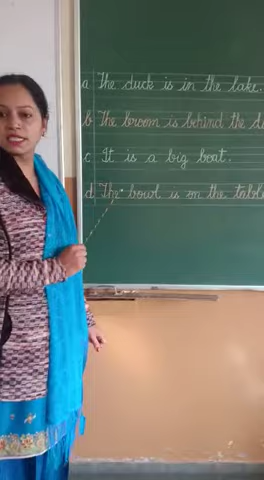 a The duck is in the lake.
b The broom is behind the
c It is a big boat.
d The bowl is on the table